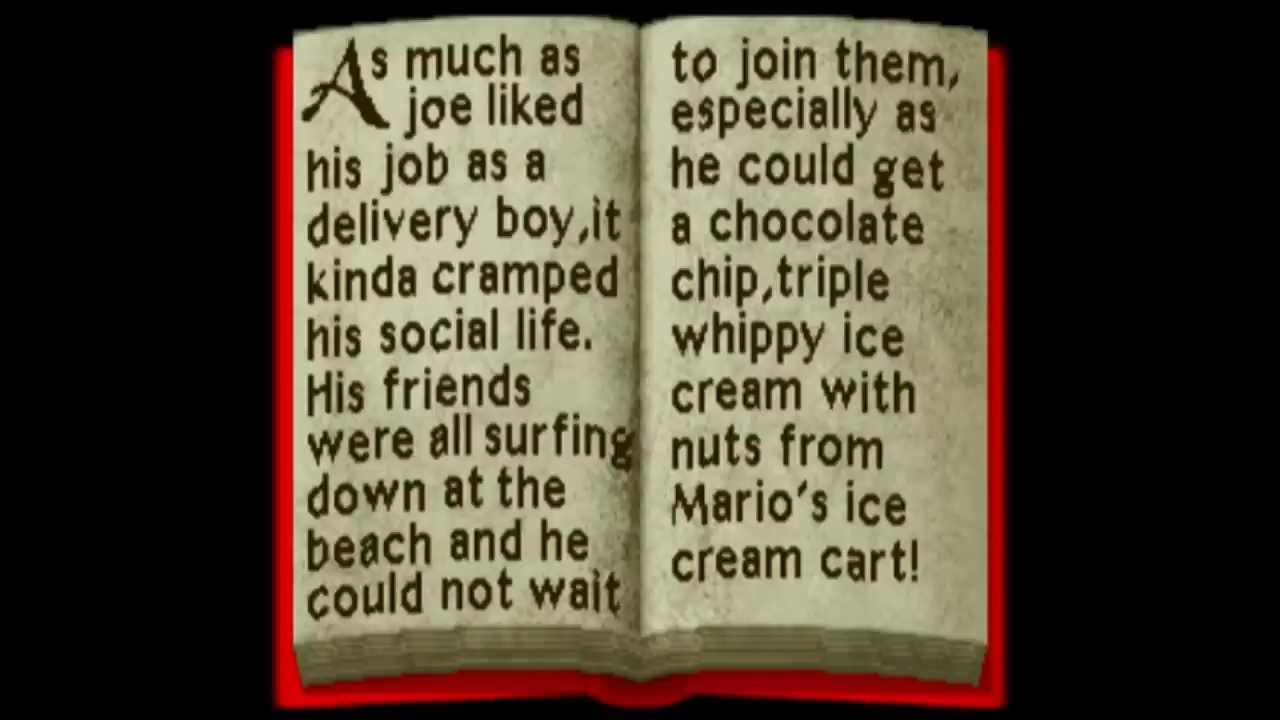 As much as
joe liked
his job as a
delivery boy,it
kinda cramped
his social life.
His friends
were all surfing
down at the
beach and he
could not wait
to join them,
especially as
he could get
a chocolate
chip,triple
whippy ice
cream with
nuts from
Mario's ice
cream cart!